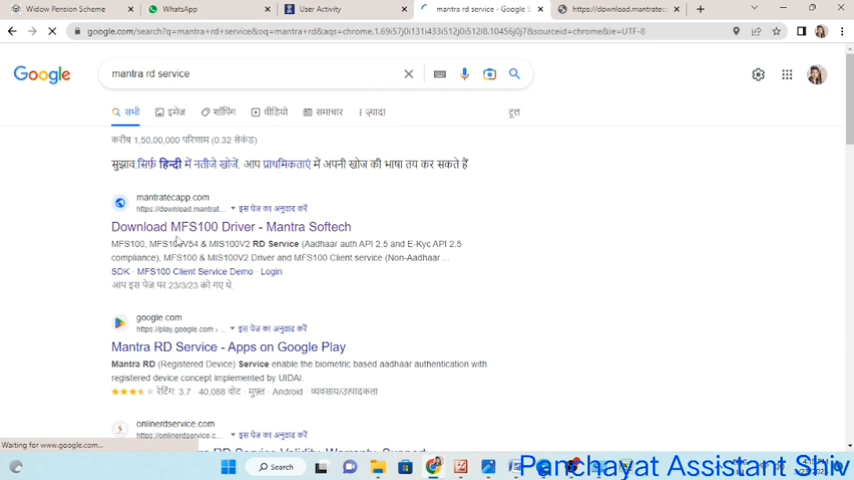 Widow Pension Scheme
WhatsApp
User Activity
mantra rd service - Google S
https://download.mantratec
google.com/search?q=mantra+rd+service&oq=mantra+rd&aqs=chrome.1.69i57j0i131i433i512j0i512l8.10456j0j7&sourceid=chrome&ie=UTF-8
Google
mantra rd service
सभी
इमेज
शॉपिंग
वीडियो
समाचार
ज़्यादा
टूल
करीब 1,50,00,000 परिणाम (0.32 सेकंड)
सुझाव सिर्फ़ हिन्दी में नतीजे खोजें. आप प्राथमिकताएं में अपनी खोज की भाषा तय कर सकते हैं
mantratecapp.com
https://download.mantrat... इस पेज का अनुवाद करें
Download MFS100 Driver - Mantra Softech
MFS100, MFS100V54 & MIS100V2 RD Service (Aadhaar auth API 2.5 and E-Kyc API 2.5
compliance), MFS100 & MIS100V2 Driver and MFS100 Client service (Non-Aadhaar ...
SDK · MFS100 Client Service Demo · Login
आप इस पेज पर 23/3/23 को गए थे.
google.com
https://play.google.com › ... इस पेज का अनुवाद करें
Mantra RD Service - Apps on Google Play
Mantra RD (Registered Device) Service enable the biometric based aadhaar authentication with
registered device concept implemented by UIDAI.
रेटिंग: 3.7 · 40,088 वोट · मुफ़्त · Android · व्यवसाय/उत्पादकता
onlinerdservice.com
https://onlinerdservice.c... इस पेज का अनुवाद करें
Waiting for www.google.com...
Search
Panchayat Assistant Shiv